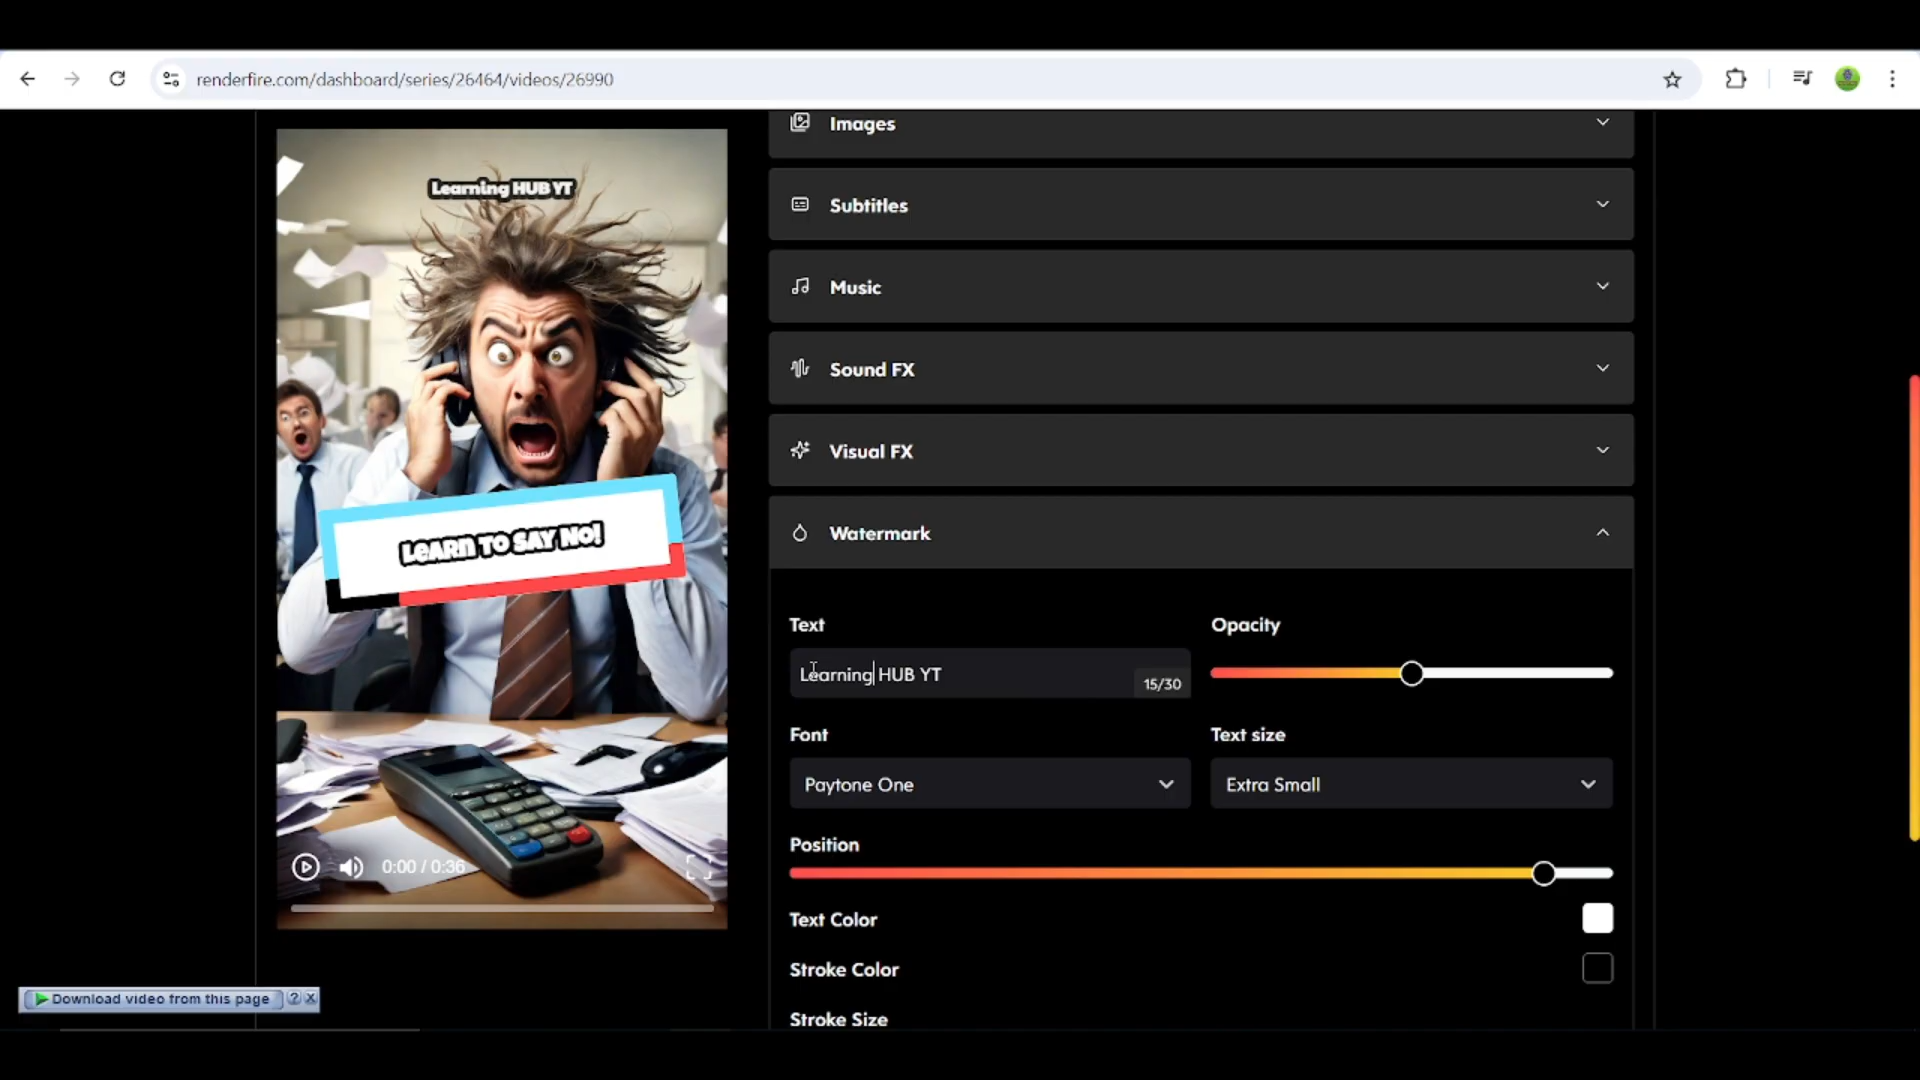 renderfire.com/dashboard/series/26464/videos/26990
Images
Learning HUB YT
Subtitles
Music
Sound FX
Visual FX
Watermark
Learn to say No!
Text
Opacity
Learning HUB YT
15/30
Font
Text size
Paytone One
Extra Small
Position
0:00 / 0:36
Text Color
Stroke Color
Download video from this page ? X
Stroke Size